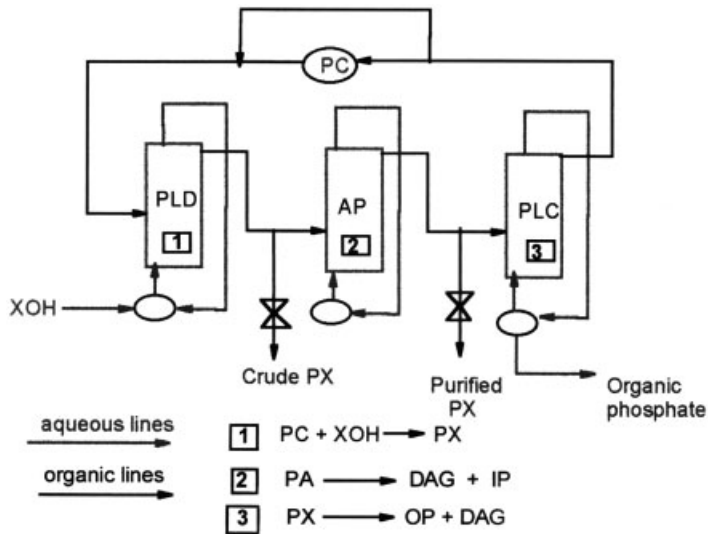 PC
PLD
1
AP
2
PLC
3
XOH
Crude PX
Purified
PX
Organic
phosphate
aqueous lines
organic lines
1 PC + XOH → PX
2 PA → DAG + IP
3 PX → OP + DAG